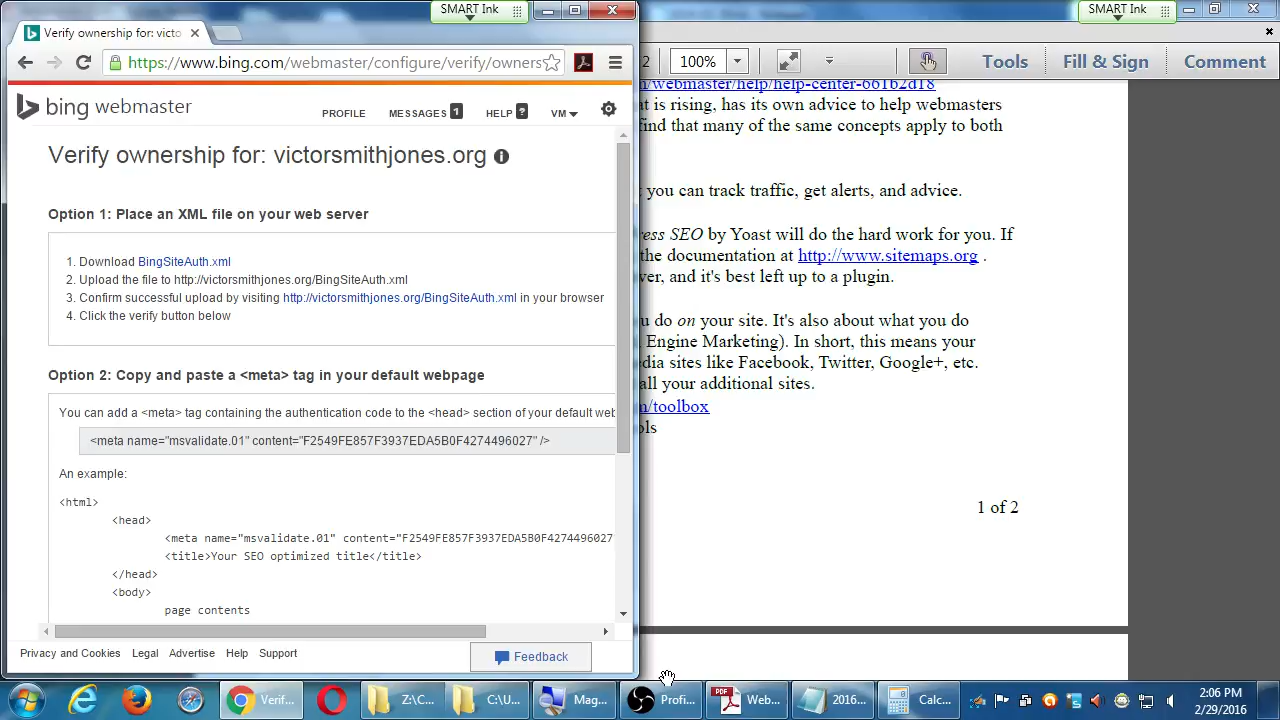 SMART Ink
SMART Ink
Verify ownership for: victo
https://www.bing.com/webmaster/configure/verify/owners
2
100%
Tools
Fill & Sign
Comment
bing webmaster
PROFILE
MESSAGES 1
HELP ?
VM
Verify ownership for: victorsmithjones.org
Option 1: Place an XML file on your web server
1. Download BingSiteAuth.xml
2. Upload the file to http://victorsmithjones.org/BingSiteAuth.xml
3. Confirm successful upload by visiting http://victorsmithjones.org/BingSiteAuth.xml in your browser
4. Click the verify button below
Option 2: Copy and paste a <meta> tag in your default webpage
You can add a <meta> tag containing the authentication code to the <head> section of your default web
<meta name="msvalidate.01" content="F2549FE857F3937EDA5B0F4274496027" />
An example:
<html>
<head>
<meta name="msvalidate.01" content="F2549FE857F3937EDA5B0F4274496027
<title>Your SEO optimized title</title>
</head>
<body>
page contents
Privacy and Cookies
Legal
Advertise
Help
Support
Feedback
m/webmaster/help/help-center-661b2d18
at is rising, has its own advice to help webmasters
find that many of the same concepts apply to both
t you can track traffic, get alerts, and advice.
ress SEO by Yoast will do the hard work for you. If
the documentation at http://www.sitemaps.org .
ver, and it's best left up to a plugin.
u do on your site. It's also about what you do
Engine Marketing). In short, this means your
dia sites like Facebook, Twitter, Google+, etc.
all your additional sites.
m/toolbox
ols
1 of 2
Verif...
Z:\C...
C:\U...
Mag...
Profi...
PDF
Web...
2016...
Calc...
2:06 PM
2/29/2016